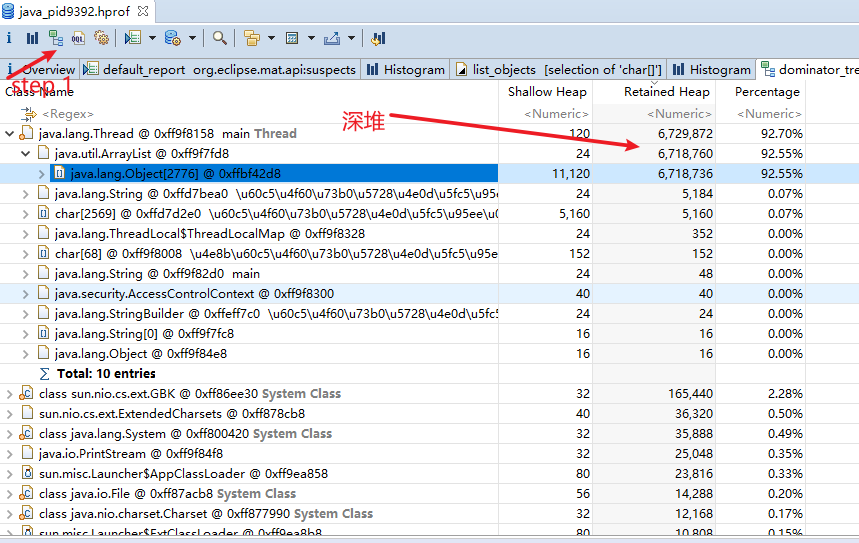 java_pid9392.hprof
i OQL
step 1
i Overview default_report org.eclipse.mat.api:suspects Histogram list_objects [selection of 'char[]'] Histogram dominator_tre
Class Name Shallow Heap Retained Heap Percentage
<Regex> <Numeric> <Numeric> <Numeric>
深堆
java.lang.Thread @ 0xff9f8158 main Thread 120 6,729,872 92.70%
java.util.ArrayList @ 0xff9f7fd8 24 6,718,760 92.55%
java.lang.Object[2776] @ 0xffbf42d8 11,120 6,718,736 92.55%
java.lang.String @ 0xffd7bea0 \u60c5\u4f60\u73b0\u5728\u4e0d\u5fc5\u95ee 24 5,184 0.07%
char[2569] @ 0xffd7d2e0 \u60c5\u4f60\u73b0\u5728\u4e0d\u5fc5\u95ee\u0 5,160 5,160 0.07%
java.lang.ThreadLocal$ThreadLocalMap @ 0xff9f8328 24 352 0.00%
char[68] @ 0xff9f8008 \u4e8b\u60c5\u4f60\u73b0\u5728\u4e0d\u5fc5\u95e 152 152 0.00%
java.lang.String @ 0xff9f82d0 main 24 48 0.00%
java.security.AccessControlContext @ 0xff9f8300 40 40 0.00%
java.lang.StringBuilder @ 0xffeff7c0 \u60c5\u4f60\u73b0\u5728\u4e0d\u5fc5 24 24 0.00%
java.lang.String[0] @ 0xff9f7fc8 16 16 0.00%
java.lang.Object @ 0xff9f84e8 16 16 0.00%
Σ Total: 10 entries
class sun.nio.cs.ext.GBK @ 0xff86ee30 System Class 32 165,440 2.28%
sun.nio.cs.ext.ExtendedCharsets @ 0xff878cb8 40 36,320 0.50%
class java.lang.System @ 0xff800420 System Class 32 35,888 0.49%
java.io.PrintStream @ 0xff9f84f8 32 25,048 0.35%
sun.misc.Launcher$AppClassLoader @ 0xff9ea858 80 23,816 0.33%
class java.io.File @ 0xff87acb8 System Class 56 14,288 0.20%
class java.nio.charset.Charset @ 0xff877990 System Class 32 12,168 0.17%
sun.misc.Launcher$ExtClassLoader @ 0xff9ea8b8 80 10,808 0.15%